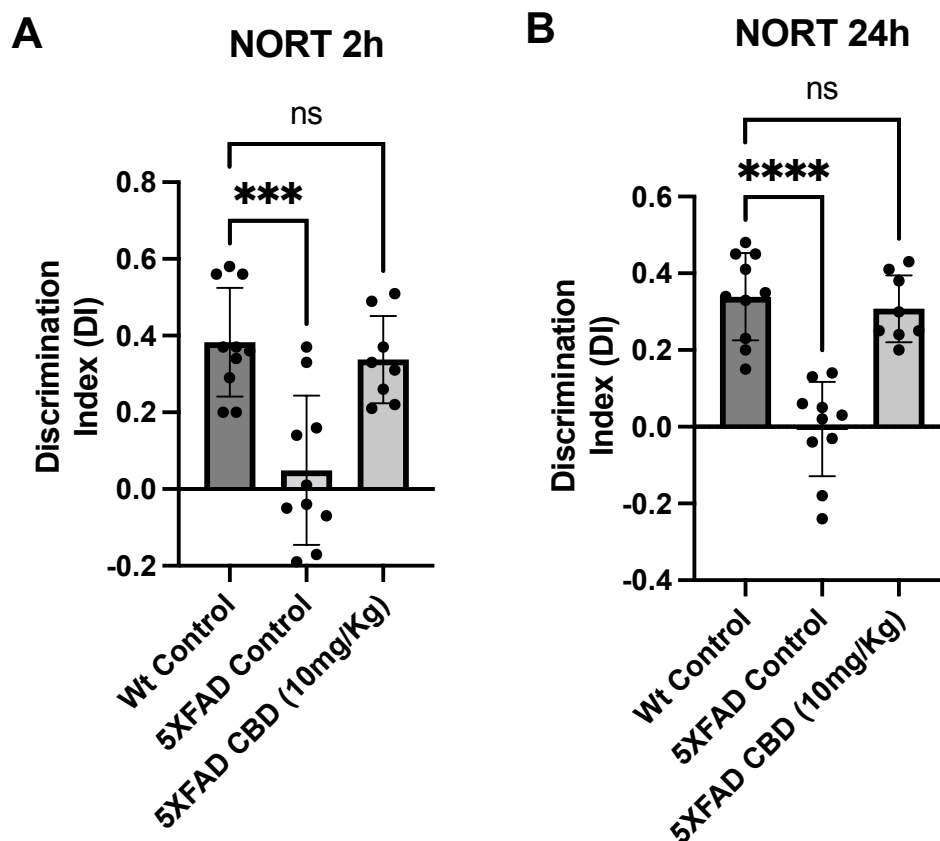 A
NORT 2h
ns
***
Discrimination
Index (DI)
0.8
0.6
0.4
0.2
0.0
-0.2
Wt Control
5XFAD Control
5XFAD CBD (10mg/Kg)
B
NORT 24h
ns
****
Discrimination
Index (DI)
0.6
0.4
0.2
0.0
-0.2
-0.4
Wt Control
5XFAD Control
5XFAD CBD (10mg/Kg)